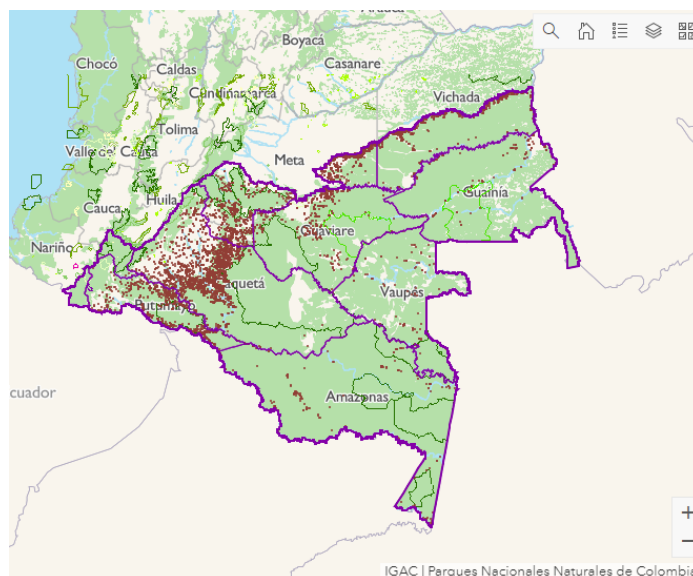 Arauca
Boyacá
Chocó
Casanare
Caldas
Cundinamarca
Vichada
Tolima
Valle del Cauca
Meta
Guainía
Huila
Cauca
Guaviare
Nariño
Caquetá
Vaupés
Putumayo
cuador
Amazonas
IGAC | Parques Nacionales Naturales de Colombia